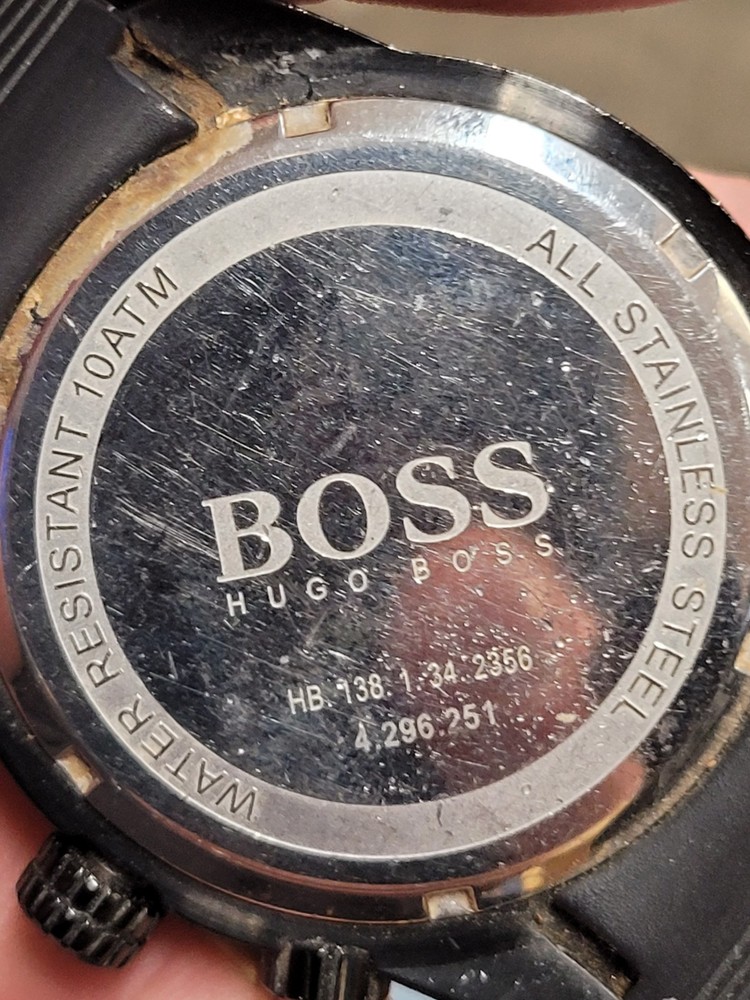 WATER RESISTANT 10ATM
ALL STAINLESS STEEL
BOSS
HUGO BOSS
HB. 138. 1. 34. 2356
4.296.251